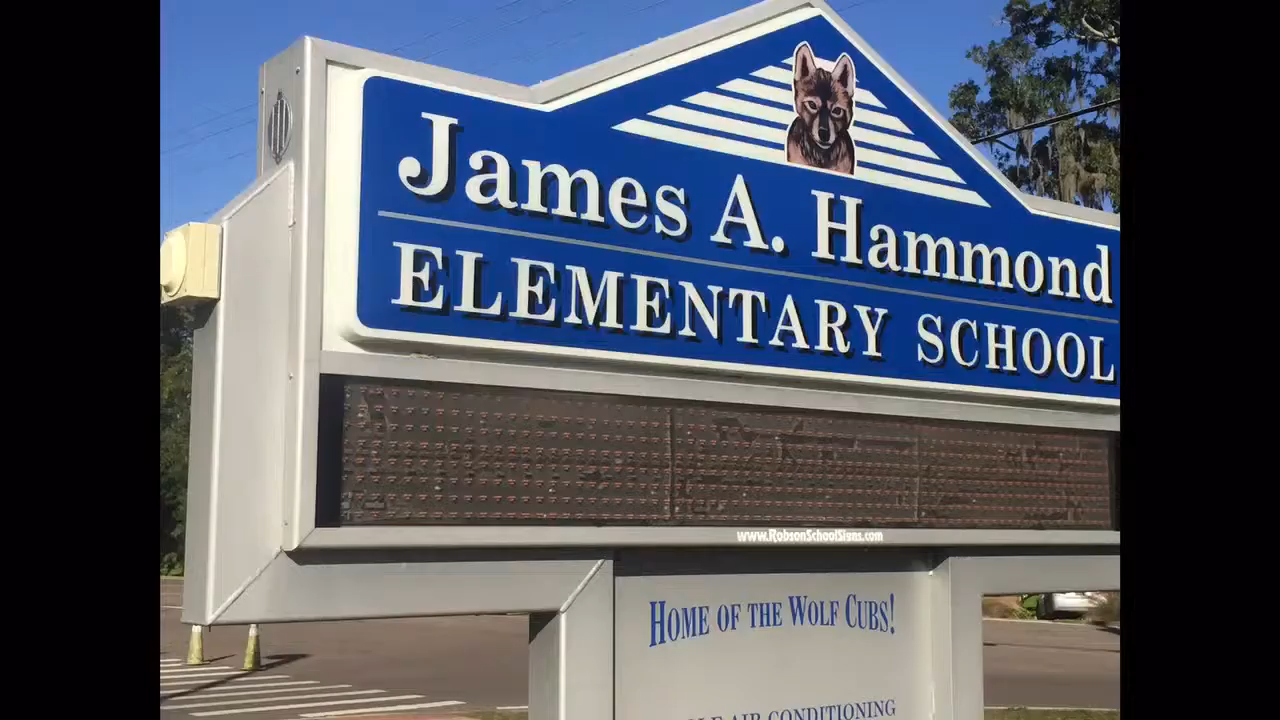 James A. Hammond
ELEMENTARY SCHOOL
www.RobsonSchoolSigns.com
HOME OF THE WOLF CUBS!
AIR CONDITIONING